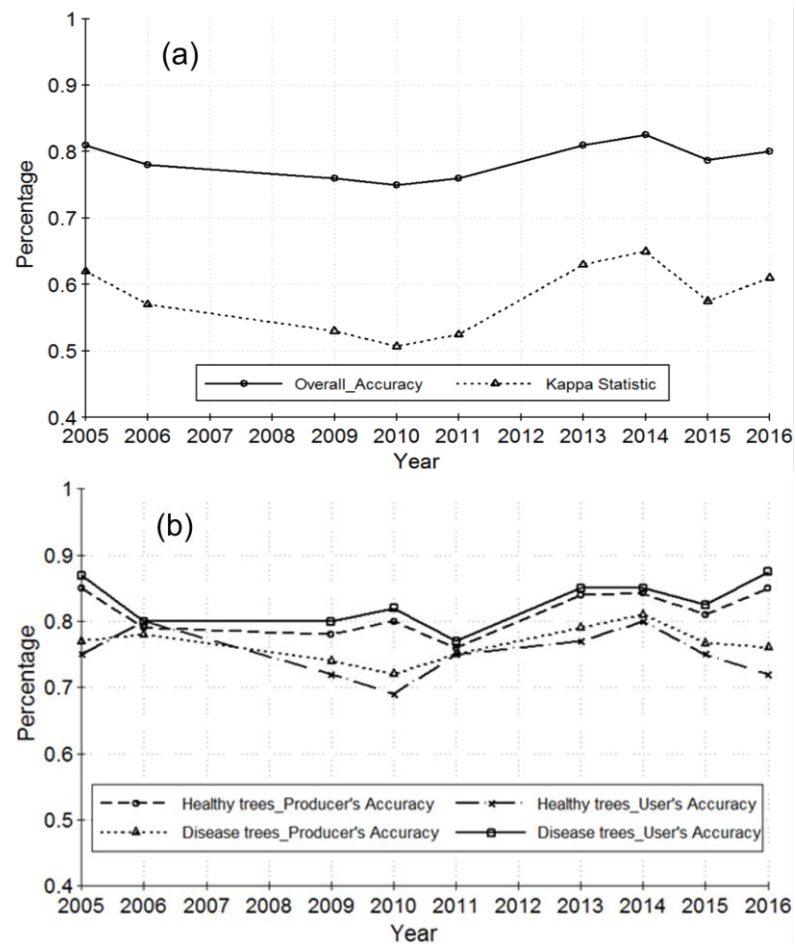 1
(a)
0.9
0.8
0.7
0.6
0.5
0.4
Percentage
Overall_Accuracy Kappa Statistic
2005 2006 2007 2008 2009 2010 2011 2012 2013 2014 2015 2016
Year
1
(b)
0.9
0.8
0.7
0.6
0.5
0.4
Percentage
Healthy trees_Producer's Accuracy Healthy trees_User's Accuracy
Disease trees_Producer's Accuracy Disease trees_User's Accuracy
2005 2006 2007 2008 2009 2010 2011 2012 2013 2014 2015 2016
Year